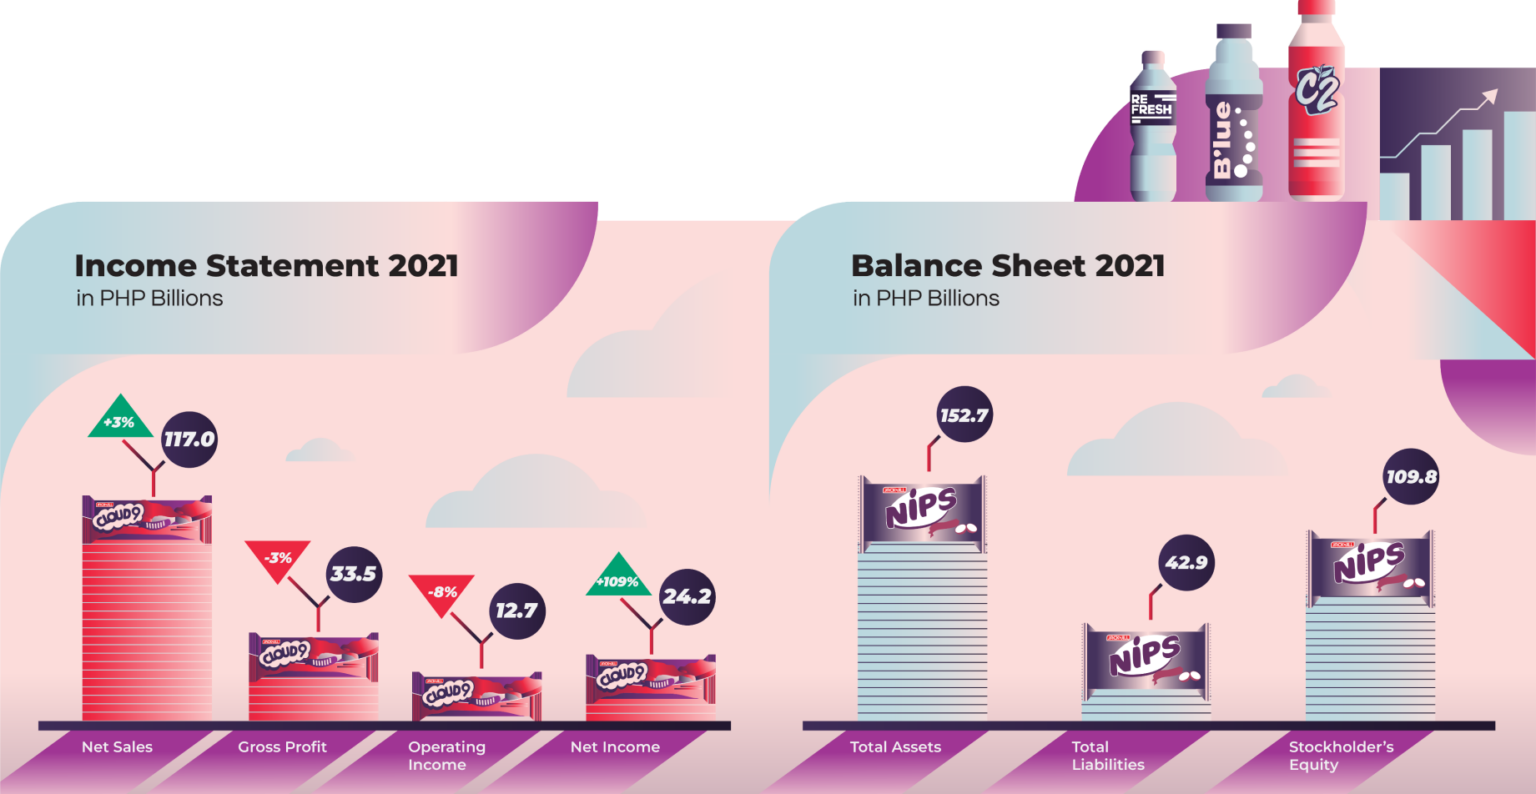 RE
FRESH
B'lue
C2
Income Statement 2021
in PHP Billions
Balance Sheet 2021
in PHP Billions
+3%
117.0
CLOUD9
-3%
33.5
CLOUD9
-8%
12.7
CLOUD9
+109%
24.2
CLOUD9
152.7
NIPS
42.9
NIPS
109.8
NIPS
Net Sales
Gross Profit
Operating
Income
Net Income
Total Assets
Total
Liabilities
Stockholder’s
Equity